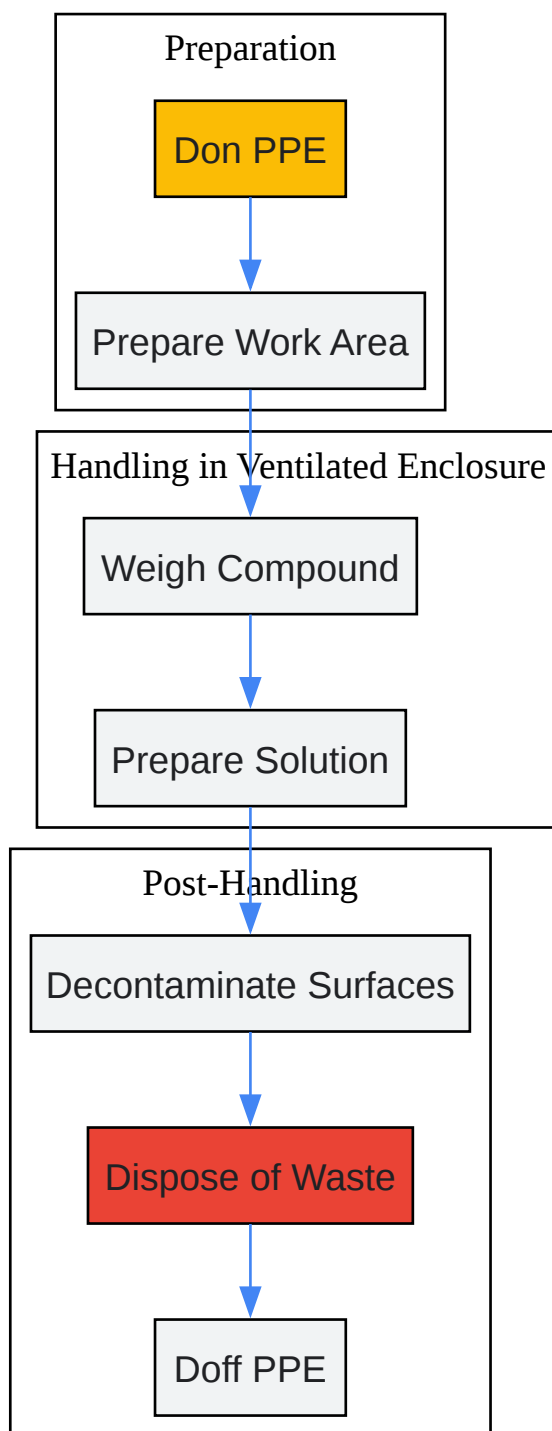 Preparation
Don PPE
Prepare Work Area
Handling in Ventilated Enclosure
Weigh Compound
Prepare Solution
Post-Handling
Decontaminate Surfaces
Dispose of Waste
Doff PPE